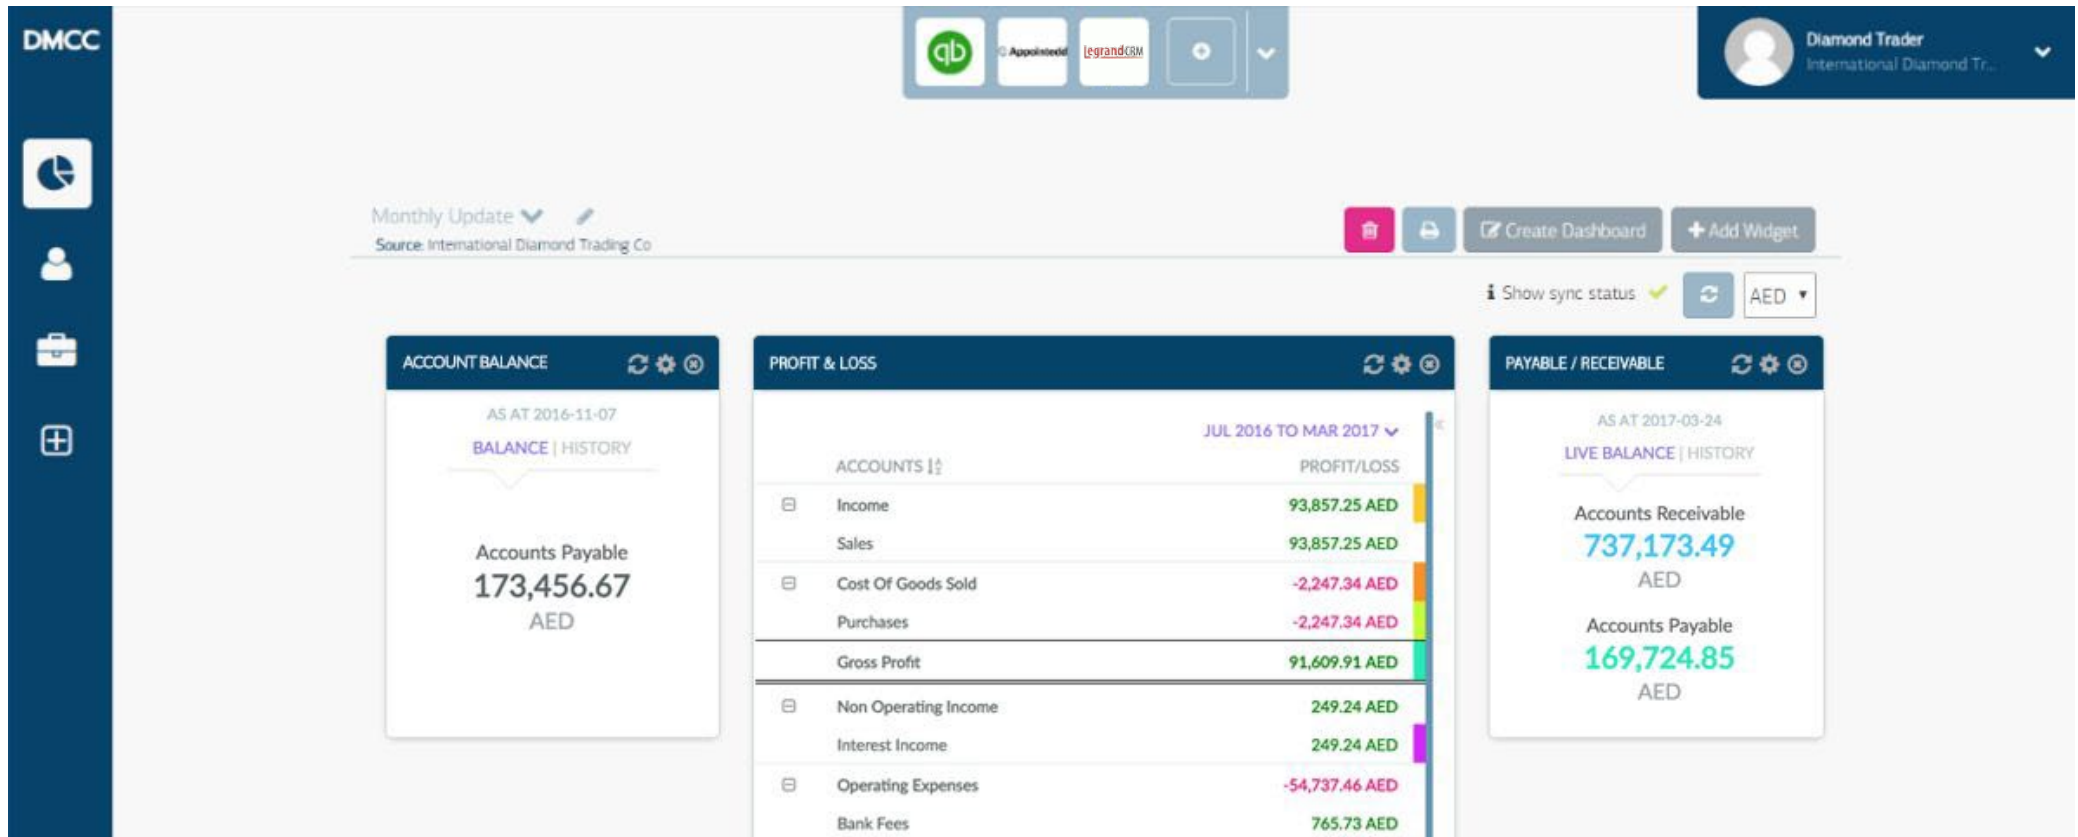 DMCC
qb
Appointedd
LegrandCRM
Diamond Trader
International Diamond Tr...
Monthly Update
Source: International Diamond Trading Co
Create Dashboard
Add Widget
i Show sync status
AED
ACCOUNT BALANCE
AS AT 2016-11-07
BALANCE | HISTORY
Accounts Payable
173,456.67
AED
PROFIT & LOSS
JUL 2016 TO MAR 2017
ACCOUNTS PROFIT/LOSS
Income 93,857.25 AED
Sales 93,857.25 AED
Cost Of Goods Sold -2,247.34 AED
Purchases -2,247.34 AED
Gross Profit 91,609.91 AED
Non Operating Income 249.24 AED
Interest Income 249.24 AED
Operating Expenses -54,737.46 AED
Bank Fees 765.73 AED
PAYABLE / RECEIVABLE
AS AT 2017-03-24
LIVE BALANCE | HISTORY
Accounts Receivable
737,173.49
AED
Accounts Payable
169,724.85
AED